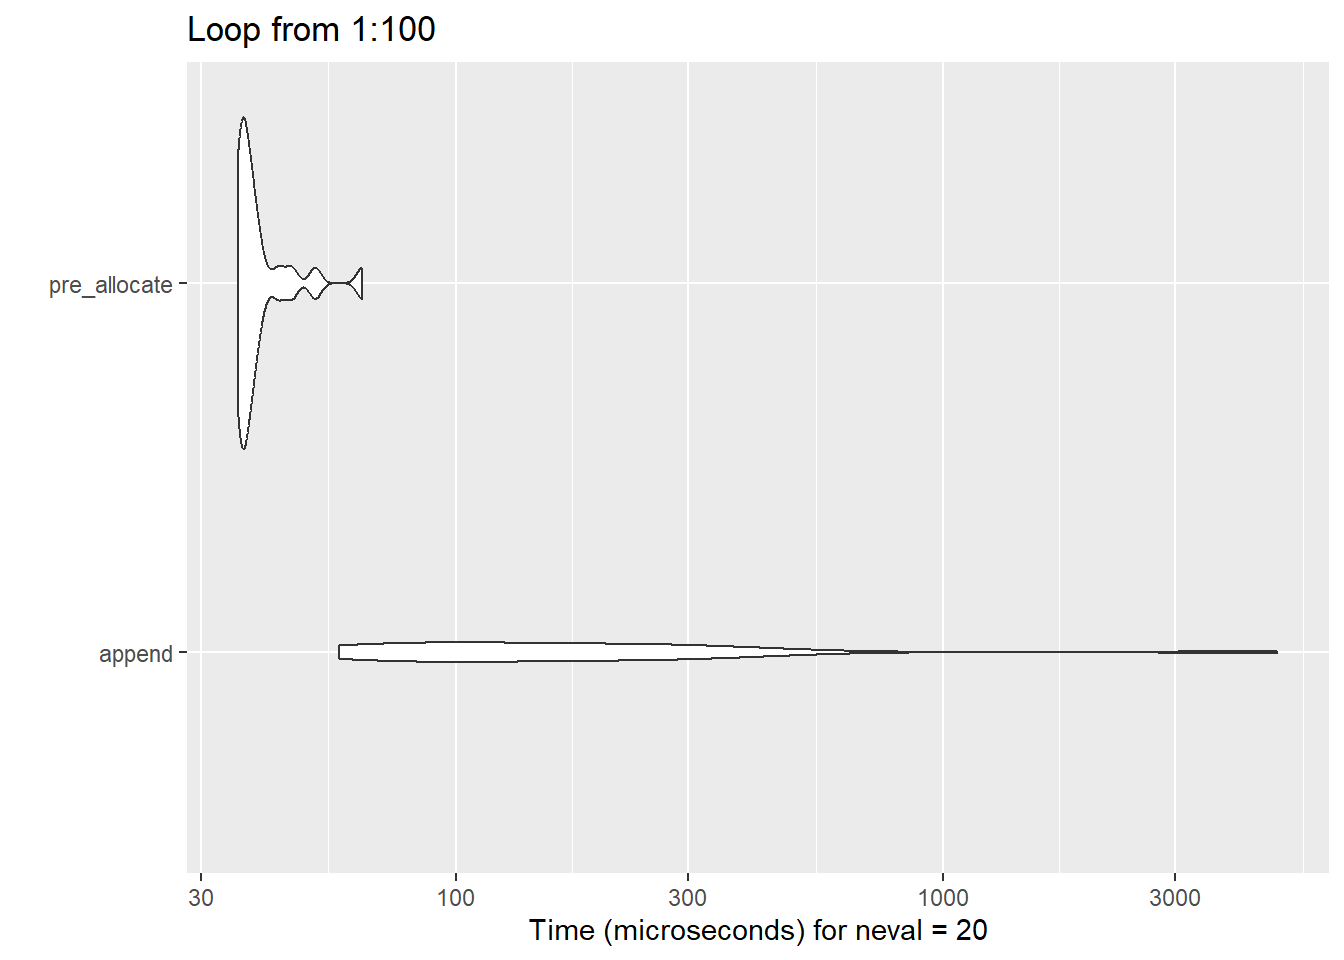 Loop from 1:100
pre_allocate
append
30 100 300 1000 3000
Time (microseconds) for neval = 20